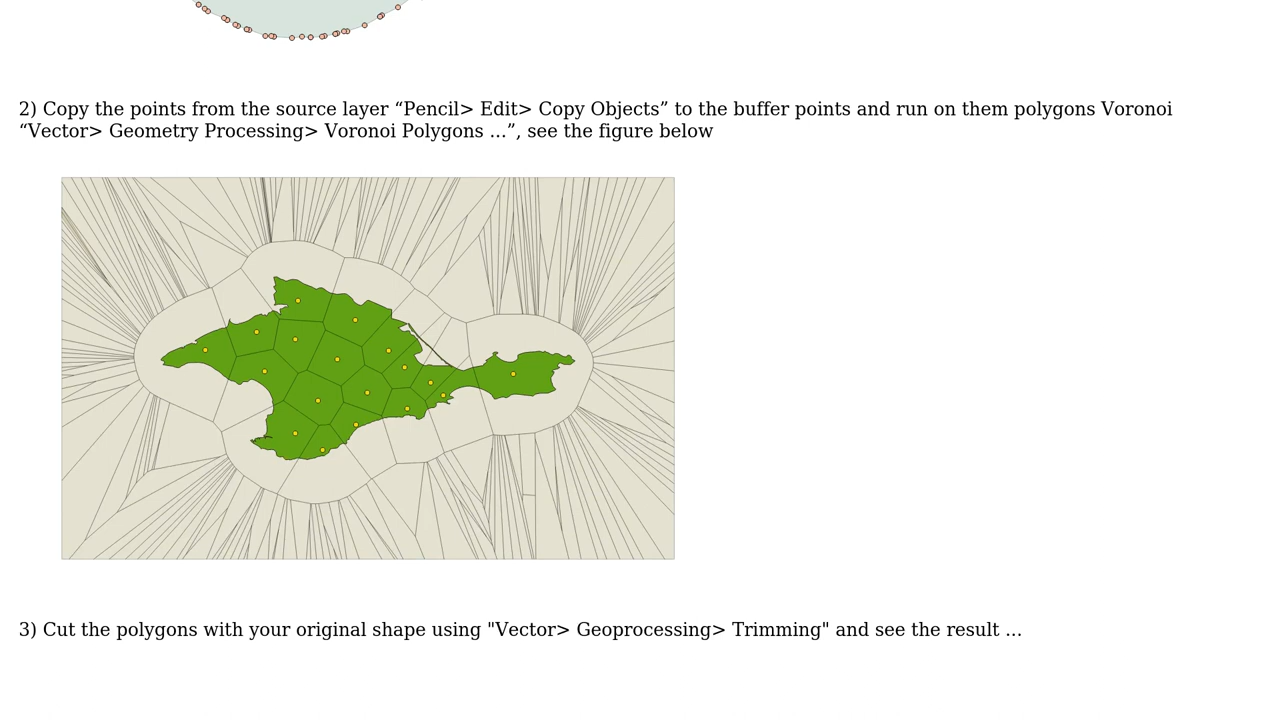 2) Copy the points from the source layer “Pencil> Edit> Copy Objects” to the buffer points and run on them polygons Voronoi
“Vector> Geometry Processing> Voronoi Polygons ...”, see the figure below
3) Cut the polygons with your original shape using "Vector> Geoprocessing> Trimming" and see the result ...